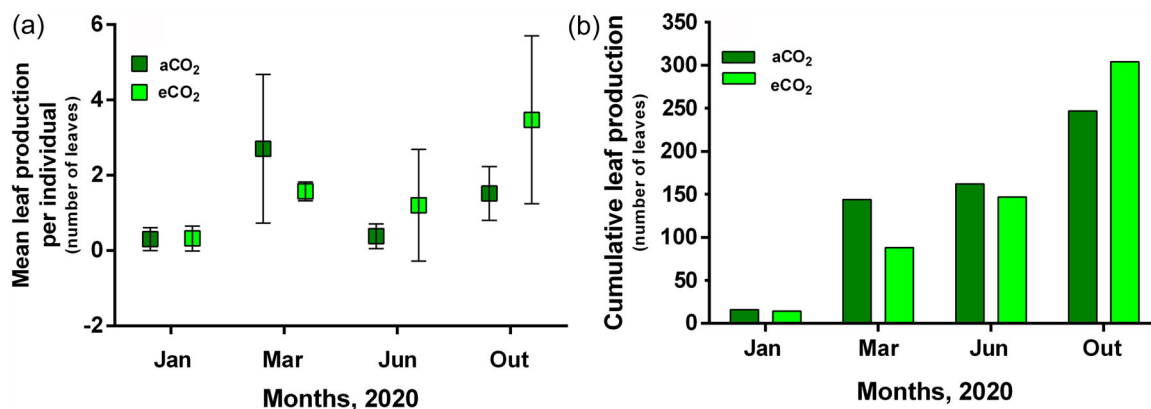 (a)
Mean leaf production
per individual
(number of leaves)
6
4
2
0
-2
aCO₂
eCO₂
Jan Mar Jun Out
Months, 2020
(b)
Cumulative leaf production
(number of leaves)
350
300
250
200
150
100
50
0
aCO₂
eCO₂
Jan Mar Jun Out
Months, 2020